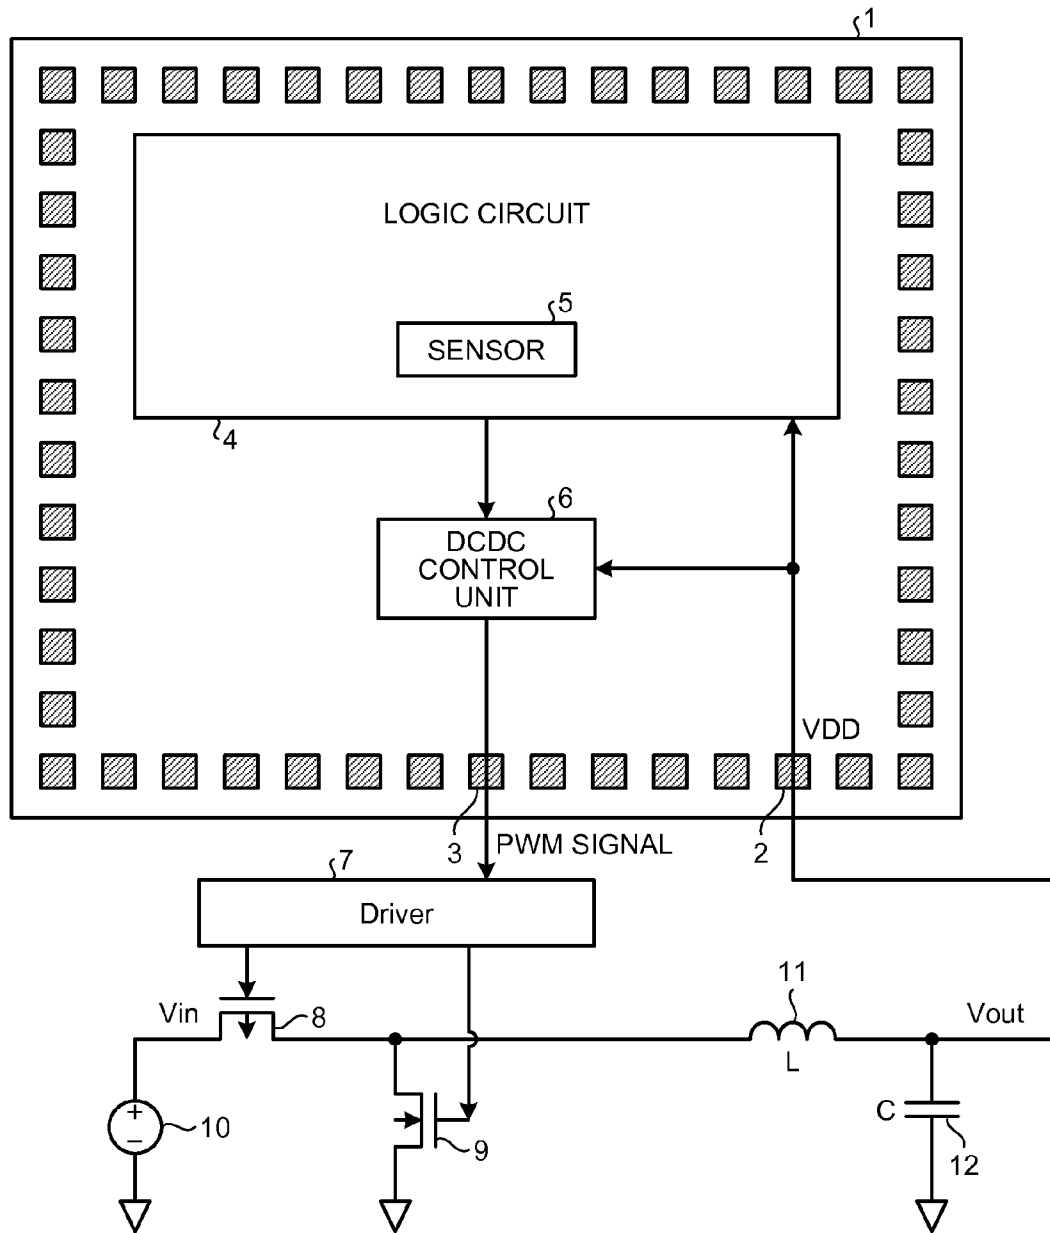 1
LOGIC CIRCUIT
5
SENSOR
4
6
DCDC
CONTROL
UNIT
VDD
3
PWM SIGNAL
2
7
Driver
11
Vin
8
Vout
L
+
−
10
9
C
12